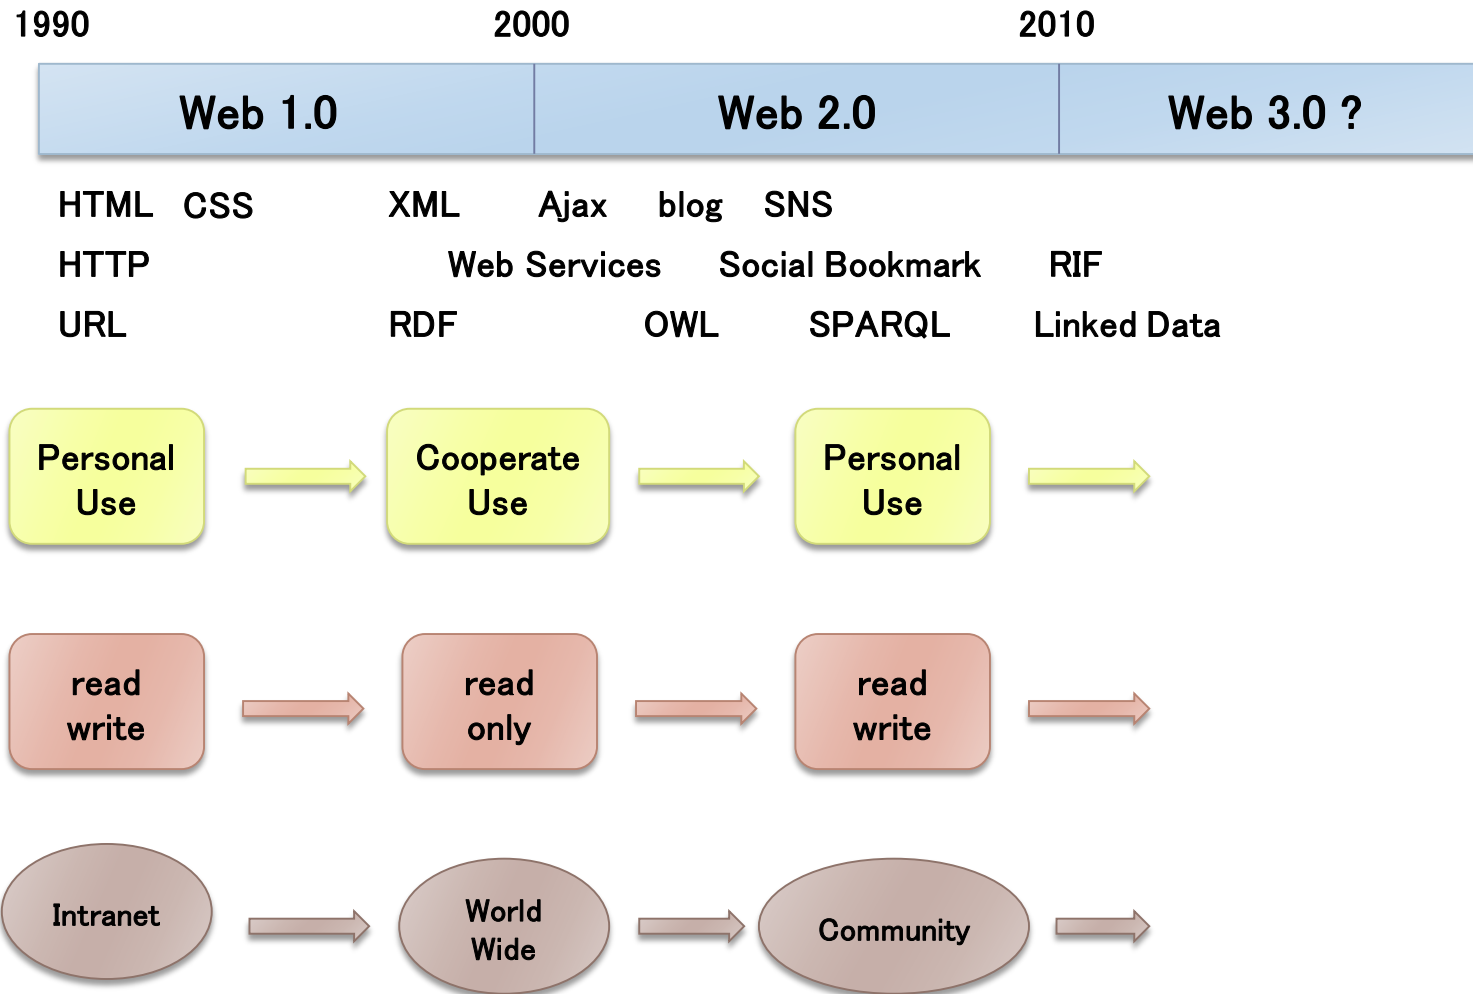 1990 2000 2010
Web 1.0 Web 2.0 Web 3.0 ?
HTML CSS XML Ajax blog SNS
HTTP Web Services Social Bookmark RIF
URL RDF OWL SPARQL Linked Data
Personal
Use
Cooperate
Use
Personal
Use
read
write
read
only
read
write
Intranet
World
Wide
Community